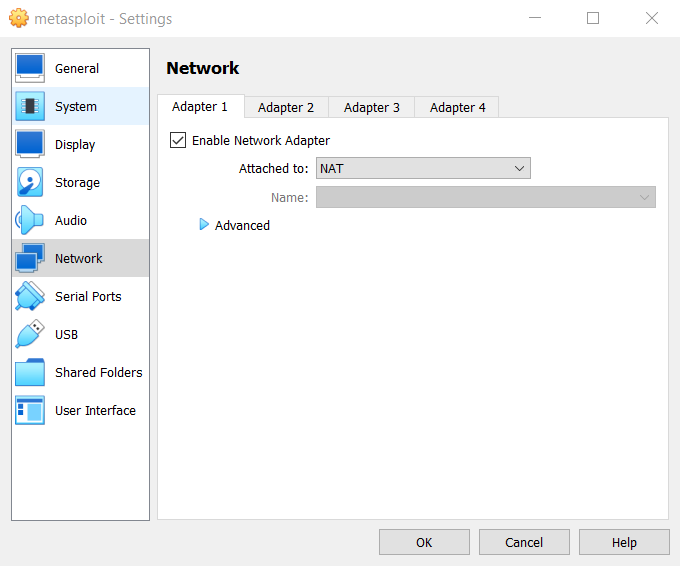 metasploit - Settings
General
System
Display
Storage
Audio
Network
Serial Ports
USB
Shared Folders
User Interface
Network
Adapter 1 Adapter 2 Adapter 3 Adapter 4
Enable Network Adapter
Attached to: NAT
Name:
Advanced
OK Cancel Help